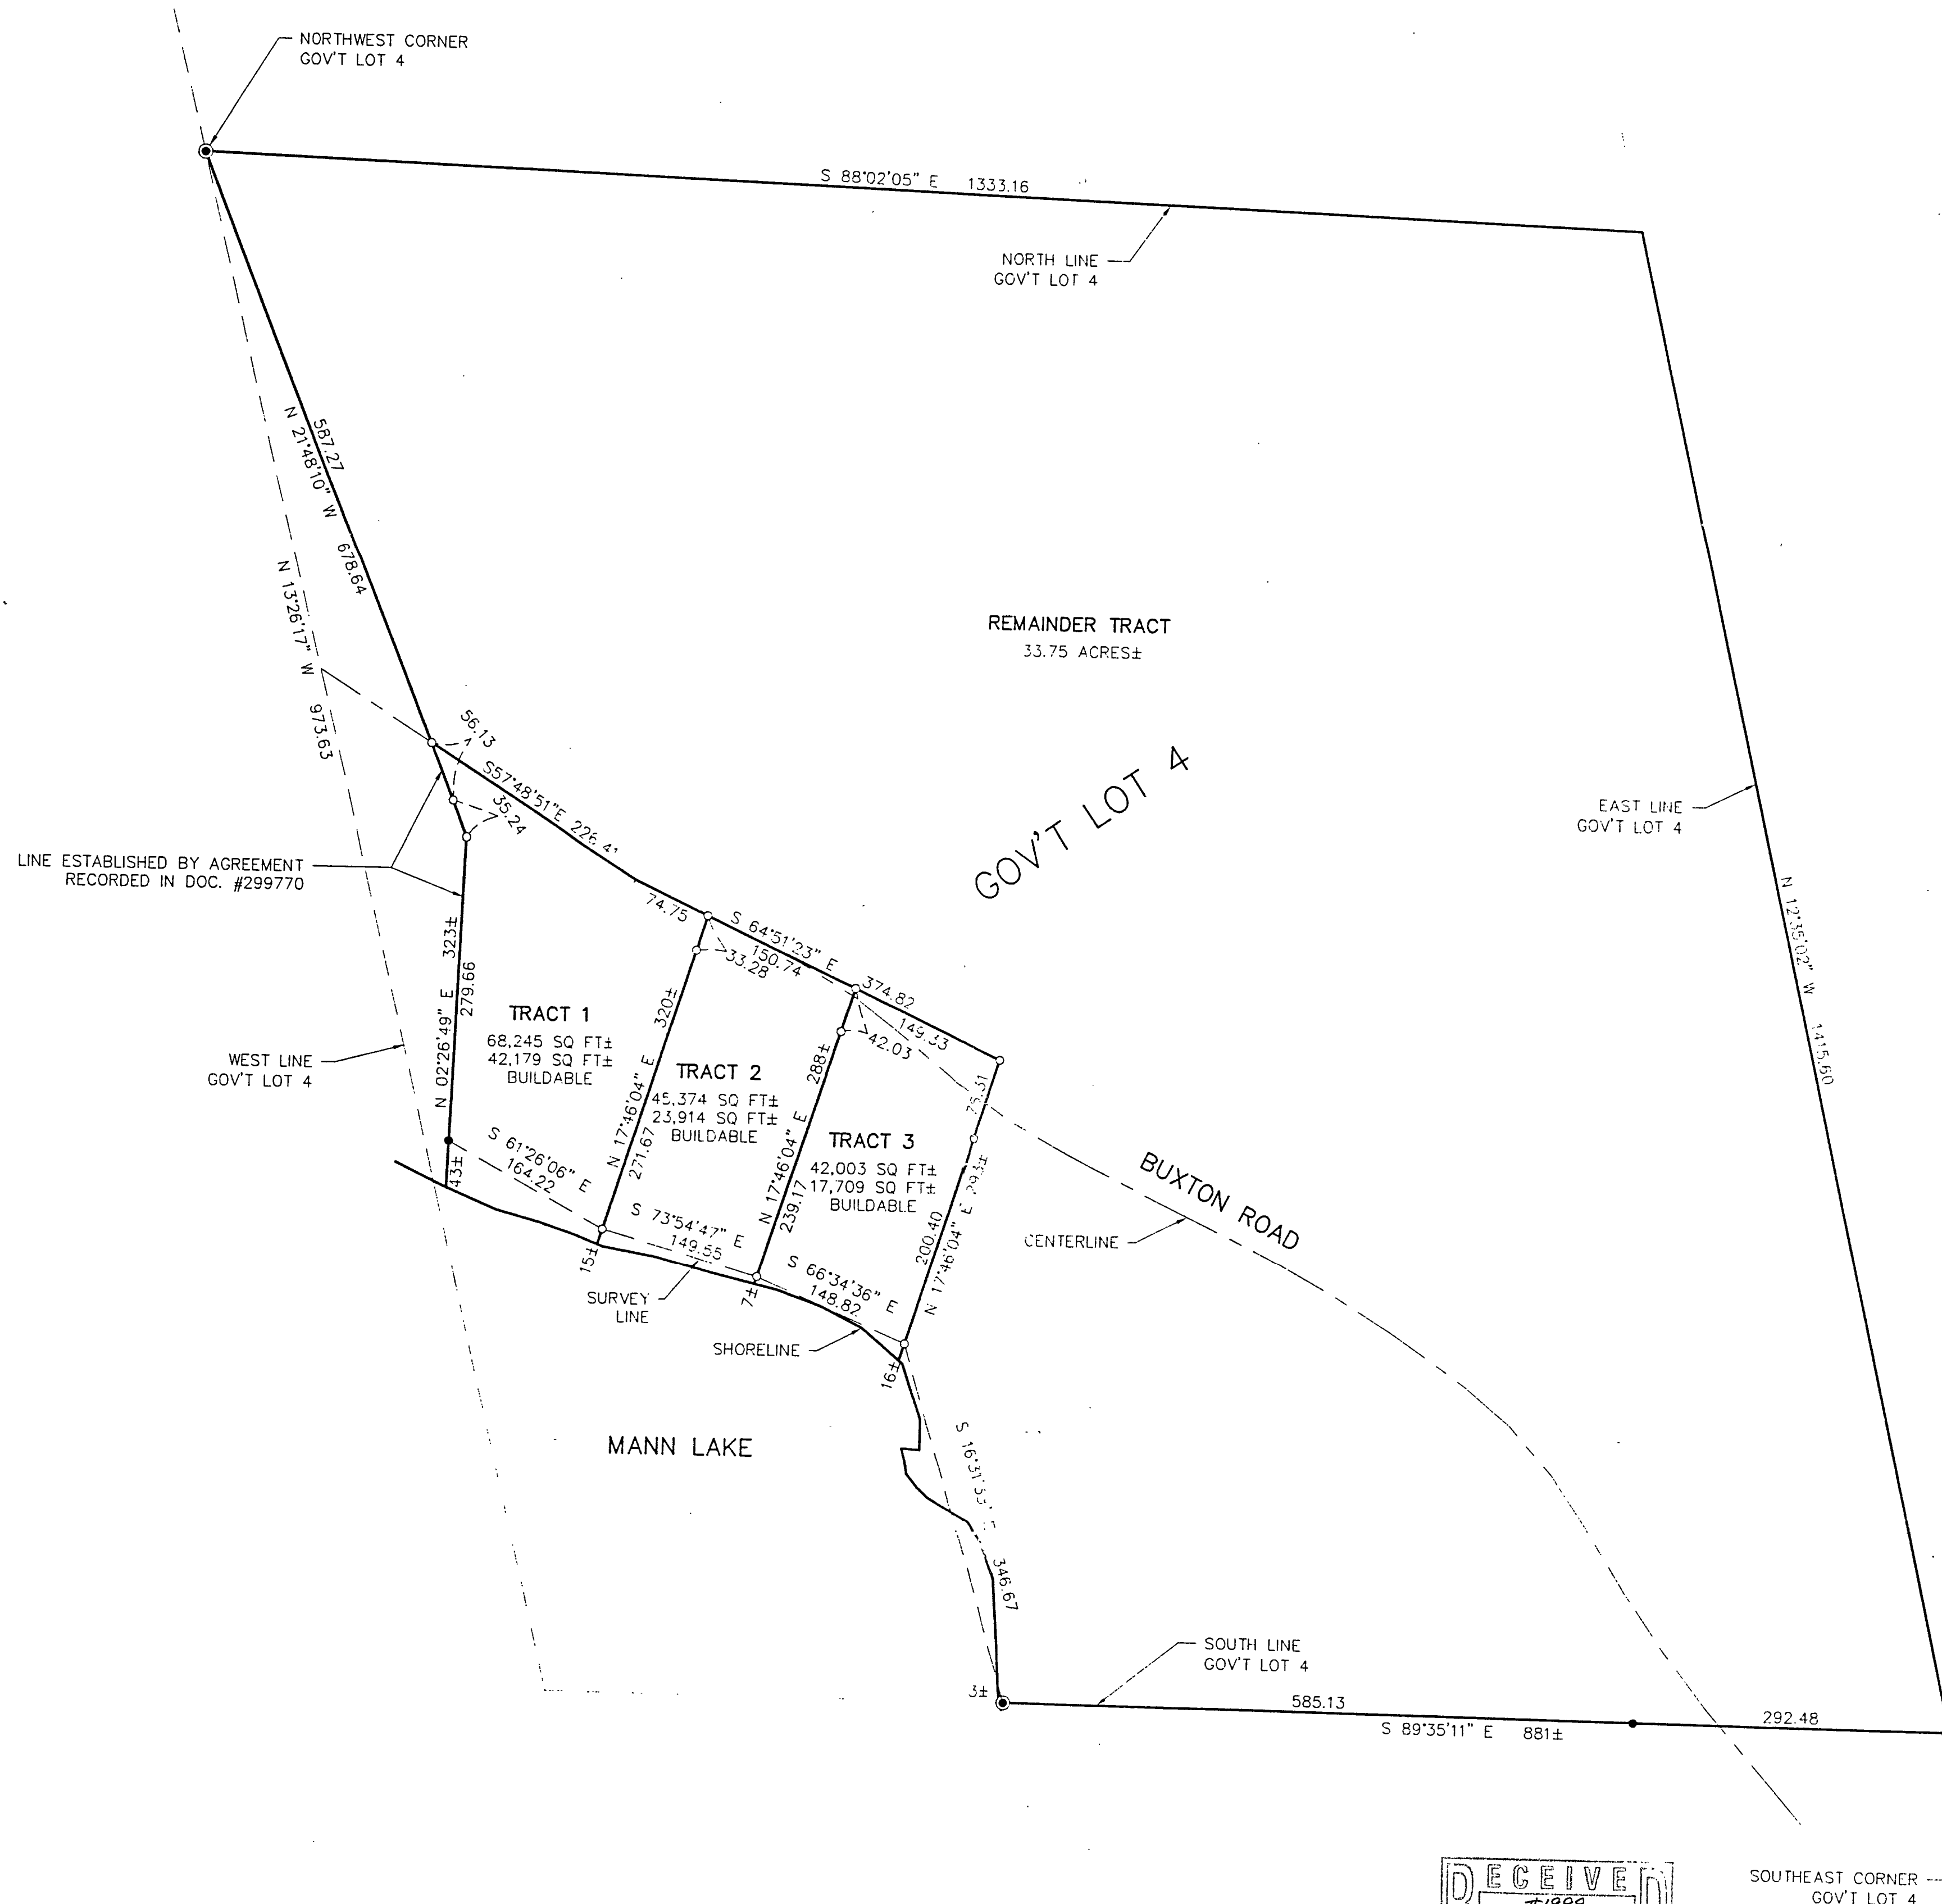 NORTHWEST CORNER
GOV'T LOT 4
S 88°02'05" E 1333.16
NORTH LINE
GOV'T LOT 4
587.27
N 21°48'10" W 678.64
N 13°26'17" W 973.63
REMAINDER TRACT
33.75 ACRES±
GOV'T LOT 4
EAST LINE
GOV'T LOT 4
N 12°35'02" W 1415.60
56.13
S57°48'51"E 226.41
35.24
LINE ESTABLISHED BY AGREEMENT
RECORDED IN DOC. #299770
74.75
S 64°51'23" E
374.82
150.74
33.28
149.33
42.03
N 02°26'49" E 323±
279.66
TRACT 1
68,245 SQ FT±
42,179 SQ FT±
BUILDABLE
N 17°46'04" E 320±
271.67
TRACT 2
45,374 SQ FT±
23,914 SQ FT±
BUILDABLE
N 17°46'04" E 288±
239.17
TRACT 3
42,003 SQ FT±
17,709 SQ FT±
BUILDABLE
N 17°46'04" E 293±
200.40
WEST LINE
GOV'T LOT 4
43±
S 61°26'06" E
164.22
S 73°54'47" E
149.55
S 66°34'36" E
148.82
15±
7±
16±
SURVEY
LINE
SHORELINE
BUXTON ROAD
CENTERLINE
MANN LAKE
346.67
SOUTH LINE
GOV'T LOT 4
3±
585.13
292.48
S 89°35'11" E 881±
SOUTHEAST CORNER
GOV'T LOT 4